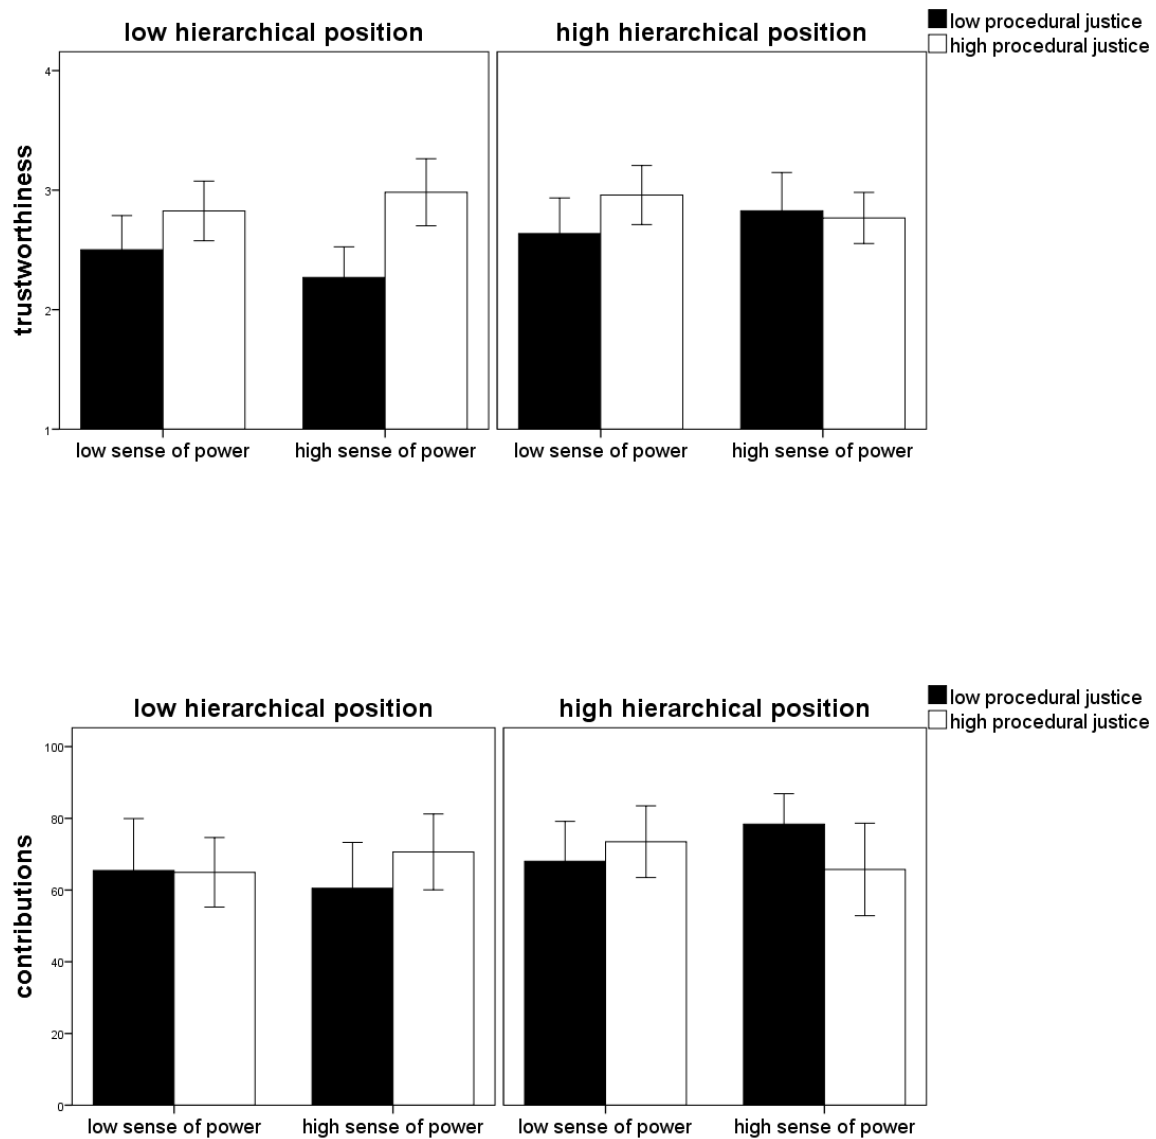 low hierarchical position
high hierarchical position
low procedural justice
high procedural justice
trustworthiness
4
3
2
1
low sense of power
high sense of power
low sense of power
high sense of power
low hierarchical position
high hierarchical position
low procedural justice
high procedural justice
contributions
100
80
60
40
20
0
low sense of power
high sense of power
low sense of power
high sense of power